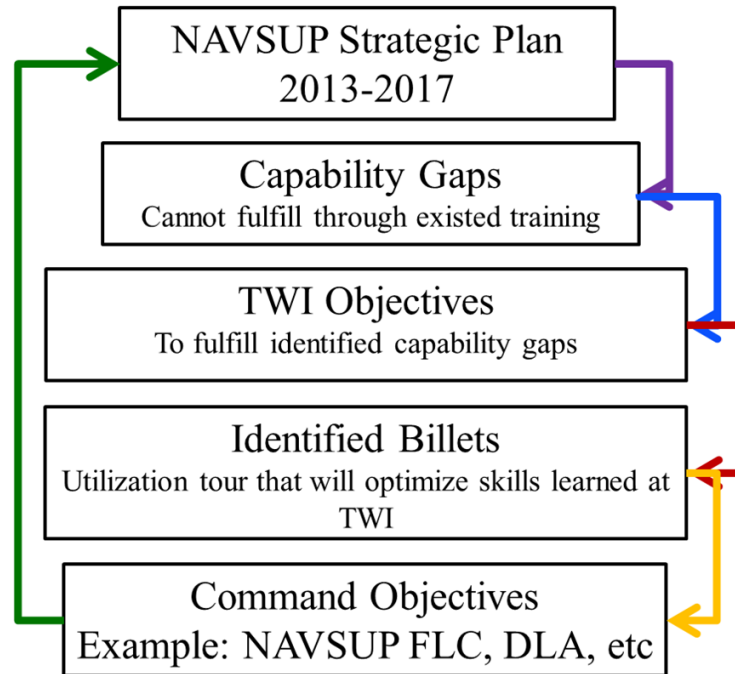 NAVSUP Strategic Plan
2013-2017
Capability Gaps
Cannot fulfill through existed training
TWI Objectives
To fulfill identified capability gaps
Identified Billets
Utilization tour that will optimize skills learned at
TWI
Command Objectives
Example: NAVSUP FLC, DLA, etc